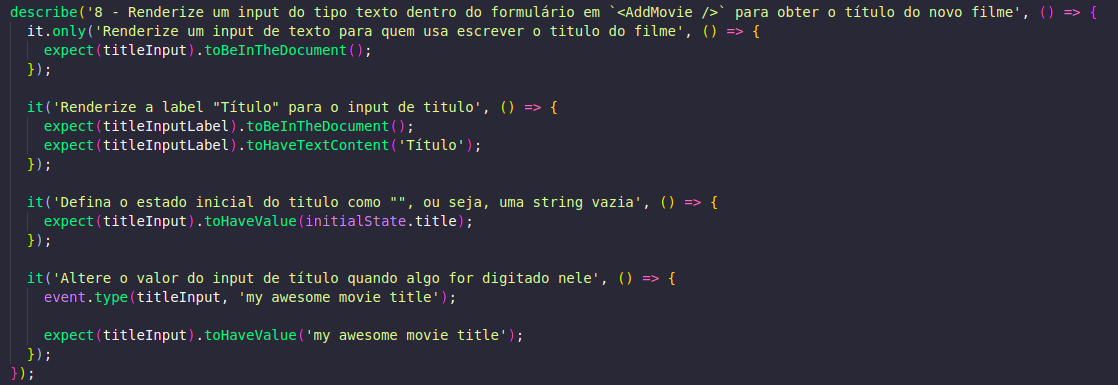 describe('8 - Renderize um input do tipo texto dentro do formulário em `<AddMovie />` para obter o título do novo filme', () => {
it.only('Renderize um input de texto para quem usa escrever o titulo do filme', () => {
expect(titleInput).toBeInTheDocument();
});
it('Renderize a label "Título" para o input de titulo', () => {
expect(titleInputLabel).toBeInTheDocument();
expect(titleInputLabel).toHaveTextContent('Título');
});
it('Defina o estado inicial do titulo como "", ou seja, uma string vazia', () => {
expect(titleInput).toHaveValue(initialState.title);
});
it('Altere o valor do input de título quando algo for digitado nele', () => {
event.type(titleInput, 'my awesome movie title');
expect(titleInput).toHaveValue('my awesome movie title');
});
});